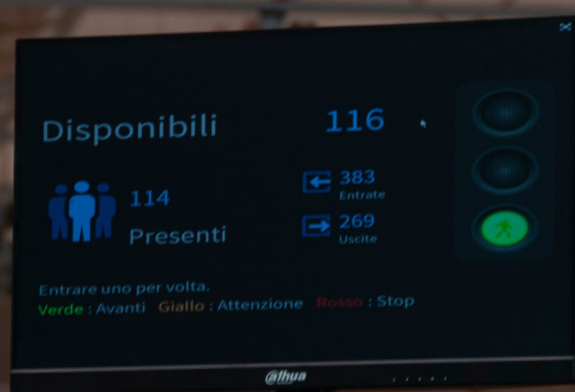 Disponibili 116
114
Presenti
383
Entrate
269
Uscite
Entrare uno per volta.
Verde : Avanti Giallo : Attenzione Rosso : Stop
alhua